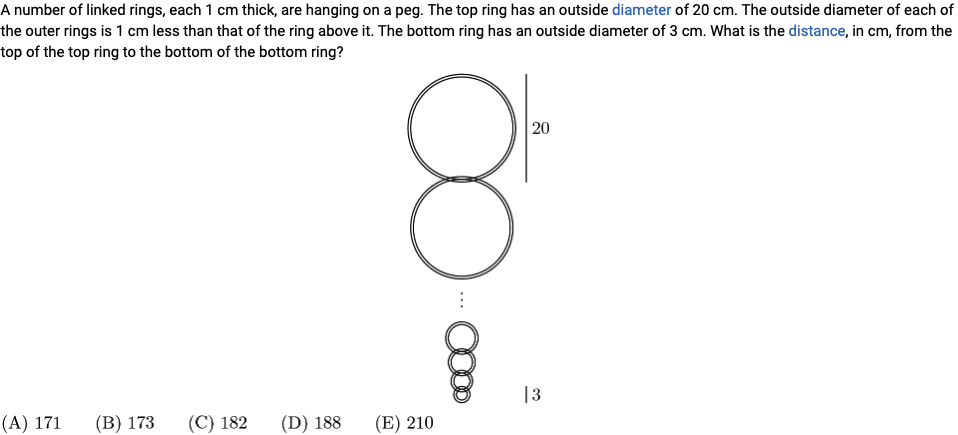 A number of linked rings, each 1 cm thick, are hanging on a peg. The top ring has an outside diameter of 20 cm. The outside diameter of each of
the outer rings is 1 cm less than that of the ring above it. The bottom ring has an outside diameter of 3 cm. What is the distance, in cm, from the
top of the top ring to the bottom of the bottom ring?
20
3
(A) 171 (B) 173 (C) 182 (D) 188 (E) 210